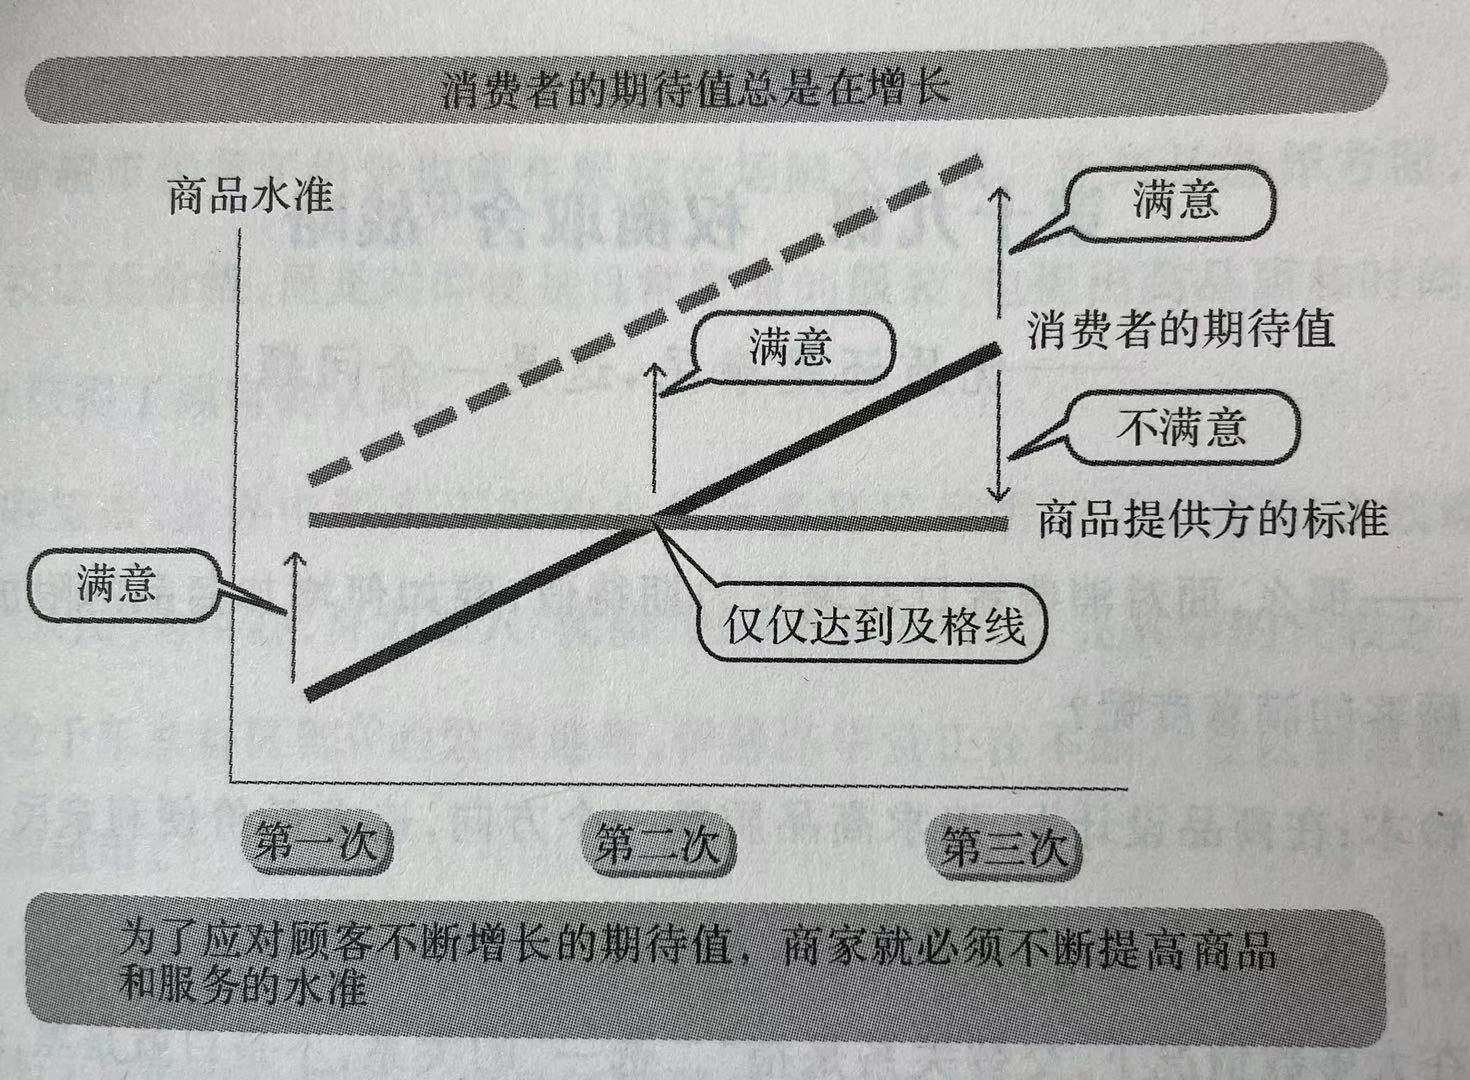 消费者的期待值总是在增长
商品水准
满意
满意
消费者的期待值
不满意
商品提供方的标准
满意
仅仅达到及格线
第一次
第二次
第三次
为了应对顾客不断增长的期待值，商家就必须不断提高商品
和服务的水准